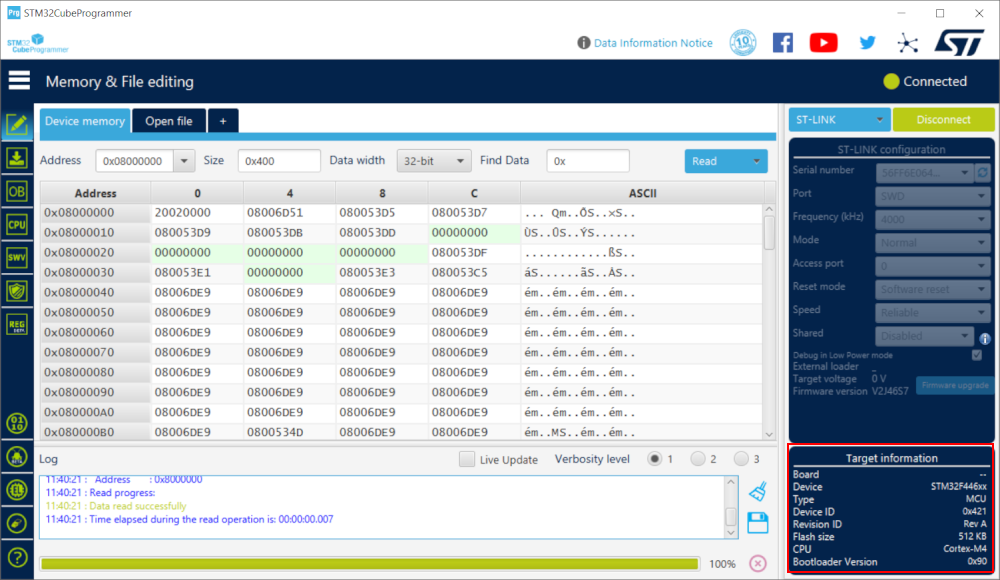 Prg STM32CubeProgrammer
STM32
CubeProgrammer
Data Information Notice
10
ST
Memory & File editing
Connected
Device memory Open file +
ST-LINK Disconnect
Address 0x08000000 Size 0x400 Data width 32-bit Find Data 0x Read
Address 0 4 8 C ASCII
0x08000000 20020000 08006D51 080053D5 080053D7 ... Qm..ÕS..×S..
0x08000010 080053D9 080053DB 080053DD 00000000 ÙS..ÛS..ÝS......
0x08000020 00000000 00000000 00000000 080053DF ............ßS..
0x08000030 080053E1 00000000 080053E3 080053C5 áS......ãS..ÅS..
0x08000040 08006DE9 08006DE9 08006DE9 08006DE9 ém..ém..ém..ém..
0x08000050 08006DE9 08006DE9 08006DE9 08006DE9 ém..ém..ém..ém..
0x08000060 08006DE9 08006DE9 08006DE9 08006DE9 ém..ém..ém..ém..
0x08000070 08006DE9 08006DE9 08006DE9 08006DE9 ém..ém..ém..ém..
0x08000080 08006DE9 08006DE9 08006DE9 08006DE9 ém..ém..ém..ém..
0x08000090 08006DE9 08006DE9 08006DE9 08006DE9 ém..ém..ém..ém..
0x080000A0 08006DE9 08006DE9 08006DE9 08006DE9 ém..ém..ém..ém..
0x080000B0 08006DE9 0800534D 08006DE9 08006DE9 ém..MS..ém..ém..
OB
CPU
SWV
REG
BETA
01
10
BETA
?
ST-LINK configuration
Serial number 56FF6E064...
Port SWD
Frequency (kHz) 4000
Mode Normal
Access port 0
Reset mode Software reset
Speed Reliable
Shared Disabled i
Debug in Low Power mode
External loader _
Target voltage 0 V
Firmware version V2J46S7 Firmware upgrade
Log Live Update Verbosity level 1 2 3
11:40:21 : Address : 0x8000000
11:40:21 : Read progress:
11:40:21 : Data read successfully
11:40:21 : Time elapsed during the read operation is: 00:00:00.007
100%
Target information
Board --
Device STM32F446xx
Type MCU
Device ID 0x421
Revision ID Rev A
Flash size 512 KB
CPU Cortex-M4
Bootloader Version 0x90